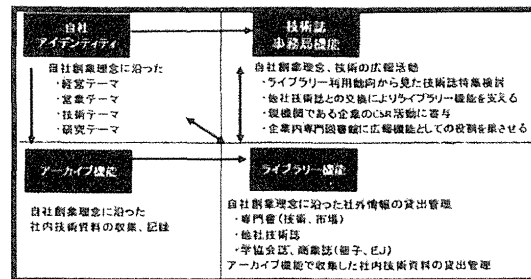 自社
アイデンティティ
自社創業理念に沿った
・経営テーマ
・営業テーマ
・技術テーマ
・研究テーマ
技術誌
事務局機能
自社創業理念、技術の広報活動
・ライブラリー利用動向から見た技術誌特集検討
・他社技術誌との交換によりライブラリー機能を支える
・親機関である企業のCSR活動に寄与
・企業内専門図書館に広報機能としての役割を果させる
アーカイブ機能
自社創業理念に沿った
社内技術資料の収集、記録
ライブラリー機能
自社創業理念に沿った社外情報の貸出管理
・専門書(技術、市場)
・他社技術誌
・学協会誌、商業誌(冊子、EJ)
アーカイブ機能で収集した社内技術資料の貸出管理